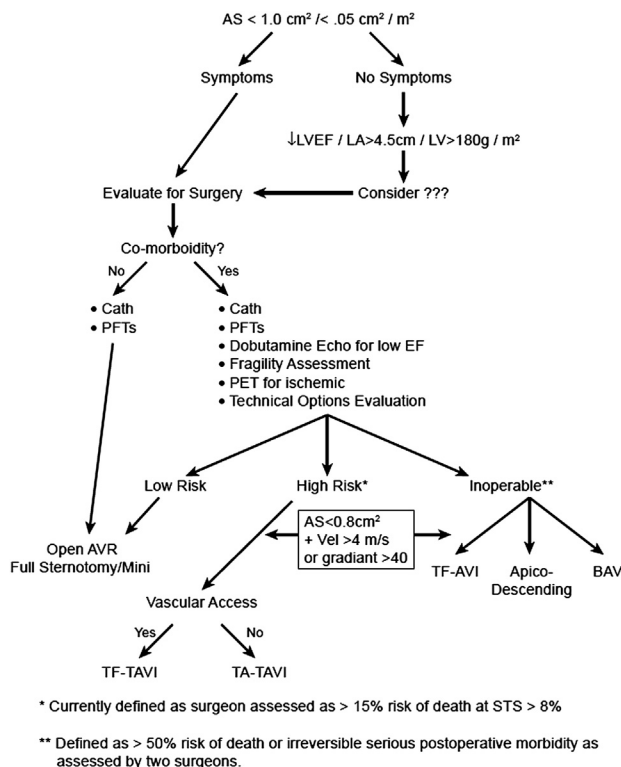 AS < 1.0 cm² /< .05 cm² / m²
Symptoms
No Symptoms
↓LVEF / LA>4.5cm / LV>180g / m²
Evaluate for Surgery
Consider ???
Co-morboidity?
No
Yes
• Cath
• PFTs
• Cath
• PFTs
• Dobutamine Echo for low EF
• Fragility Assessment
• PET for ischemic
• Technical Options Evaluation
Low Risk
High Risk*
Inoperable**
AS<0.8cm²
+ Vel >4 m/s
or gradiant >40
Open AVR
Full Sternotomy/Mini
TF-AVI
Apico-
Descending
BAV
Vascular Access
Yes
No
TF-TAVI
TA-TAVI
* Currently defined as surgeon assessed as > 15% risk of death at STS > 8%
** Defined as > 50% risk of death or irreversible serious postoperative morbidity as
assessed by two surgeons.